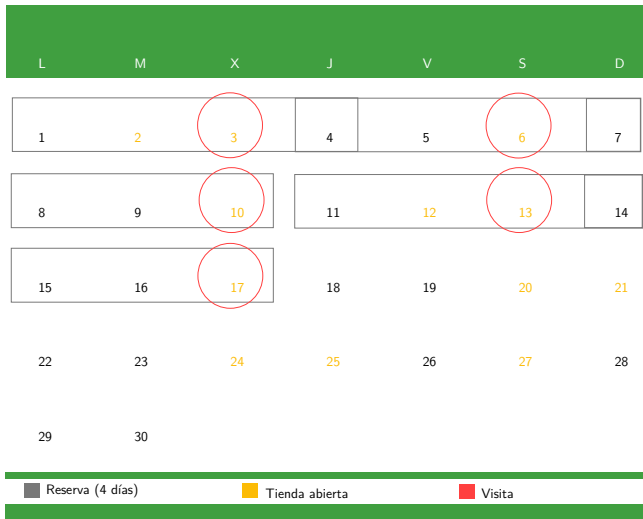 L M X J V S D
1 2 3 4 5 6 7
8 9 10 11 12 13 14
15 16 17 18 19 20 21
22 23 24 25 26 27 28
29 30
Reserva (4 días) Tienda abierta Visita